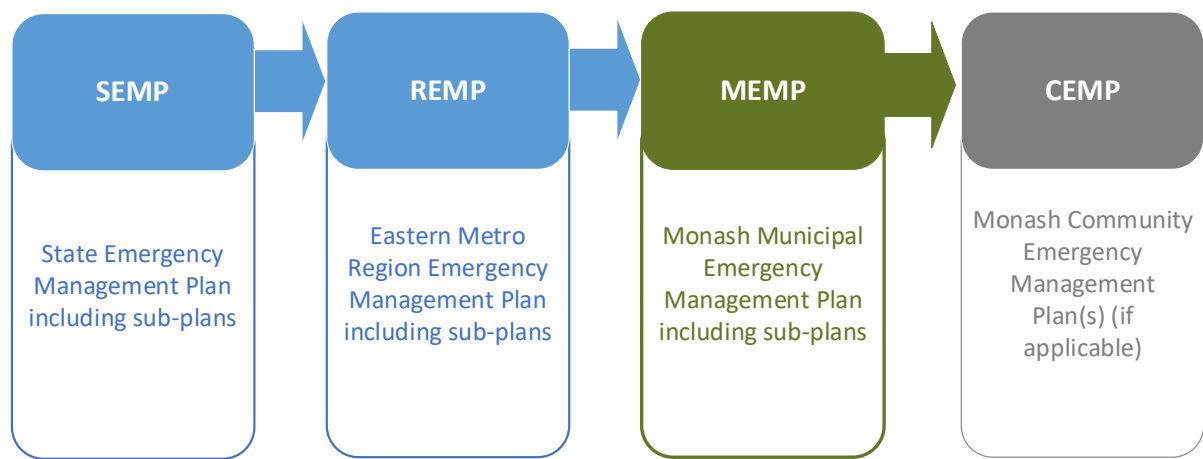 SEMP
State Emergency
Management Plan
including sub-plans
REMP
Eastern Metro
Region Emergency
Management Plan
including sub-plans
MEMP
Monash Municipal
Emergency
Management Plan
including sub-plans
CEMP
Monash Community
Emergency
Management
Plan(s) (if
applicable)